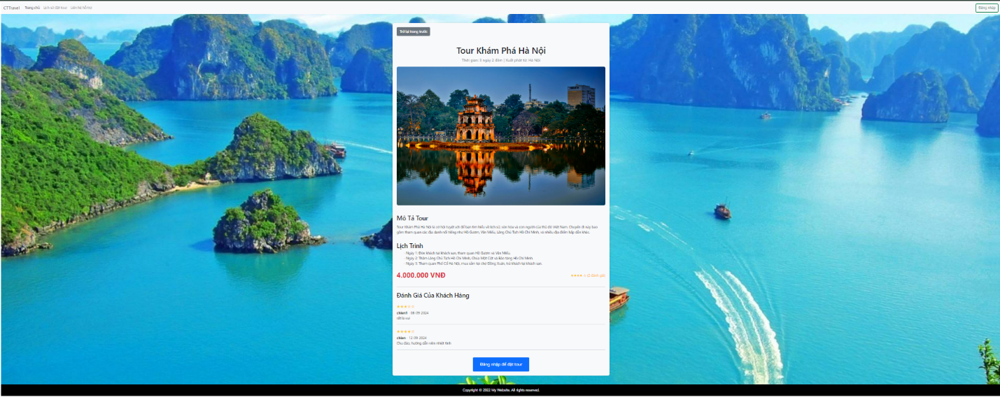 CTTravel Trang chủ Lịch sử đặt tour Liên hệ hỗ trợ Đăng nhập
Trở lại trang trước
Tour Khám Phá Hà Nội
Thời gian: 3 ngày 2 đêm | Xuất phát từ: Hà Nội
Mô Tả Tour
Tour Khám Phá Hà Nội là cơ hội tuyệt vời để bạn tìm hiểu về lịch sử, văn hóa và con người của thủ đô Việt Nam. Chuyến đi này bao
gồm tham quan các địa danh nổi tiếng như Hồ Gươm, Văn Miếu, Lăng Chủ Tịch Hồ Chí Minh, và nhiều địa điểm hấp dẫn khác.
Lịch Trình
Ngày 1: Đón khách tại khách sạn, tham quan Hồ Gươm và Văn Miếu.
Ngày 2: Thăm Lăng Chủ Tịch Hồ Chí Minh, Chùa Một Cột và Bảo tàng Hồ Chí Minh.
Ngày 3: Tham quan Phố Cổ Hà Nội, mua sắm tại chợ Đồng Xuân, trả khách tại khách sạn.
4.000.000 VNĐ ★★★★☆ (2 đánh giá)
Đánh Giá Của Khách Hàng
★★★☆☆
chien1 - 08-09-2024
rất là vui
★★★★☆
chien - 12-09-2024
Chu đáo, hướng dẫn viên nhiệt tình
Đăng nhập để đặt tour
Copyright © 2022 My Website. All rights reserved.